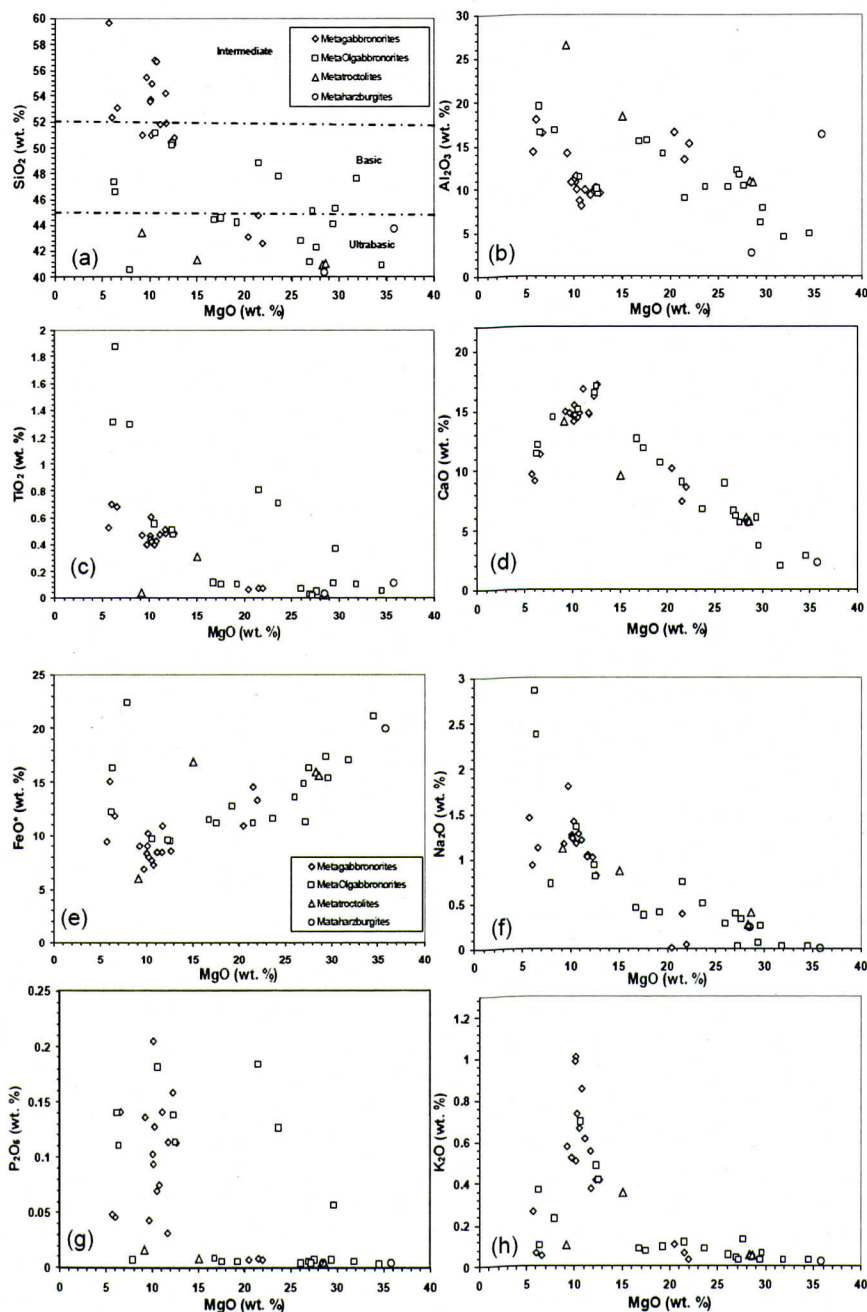 60
58
56
54
52
50
48
46
44
42
40
SiO₂ (wt. %)
Intermediate
Basic
Ultrabasic
◇ Metagabbronorites
□ MetaOlgabbronorites
△ Metatroctolites
○ Metaharzburgites
(a)
0 5 10 15 20 25 30 35 40
MgO (wt. %)
30
25
20
15
10
5
0
Al₂O₃ (wt. %)
(b)
0 5 10 15 20 25 30 35 40
MgO (wt. %)
2
1.6
1.2
0.8
0.4
0
TiO₂ (wt. %)
(c)
0 5 10 15 20 25 30 35 40
MgO (wt. %)
20
15
10
5
0
CaO (wt. %)
(d)
0 5 10 15 20 25 30 35 40
MgO (wt. %)
25
20
15
10
5
0
FeO* (wt. %)
◇ Metagabbronorites
□ MetaOlgabbronorites
△ Metatroctolites
○ Mataharzburgites
(e)
0 5 10 15 20 25 30 35 40
MgO (wt. %)
3
2.5
2
1.5
1
0.5
0
Na₂O (wt. %)
(f)
0 5 10 15 20 25 30 35 40
MgO (wt. %)
0.25
0.2
0.15
0.1
0.05
0
P₂O₅ (wt. %)
(g)
0 5 10 15 20 25 30 35 40
MgO (wt. %)
1.2
1
0.8
0.6
0.4
0.2
0
K₂O (wt. %)
(h)
0 5 10 15 20 25 30 35 40
MgO (wt. %)